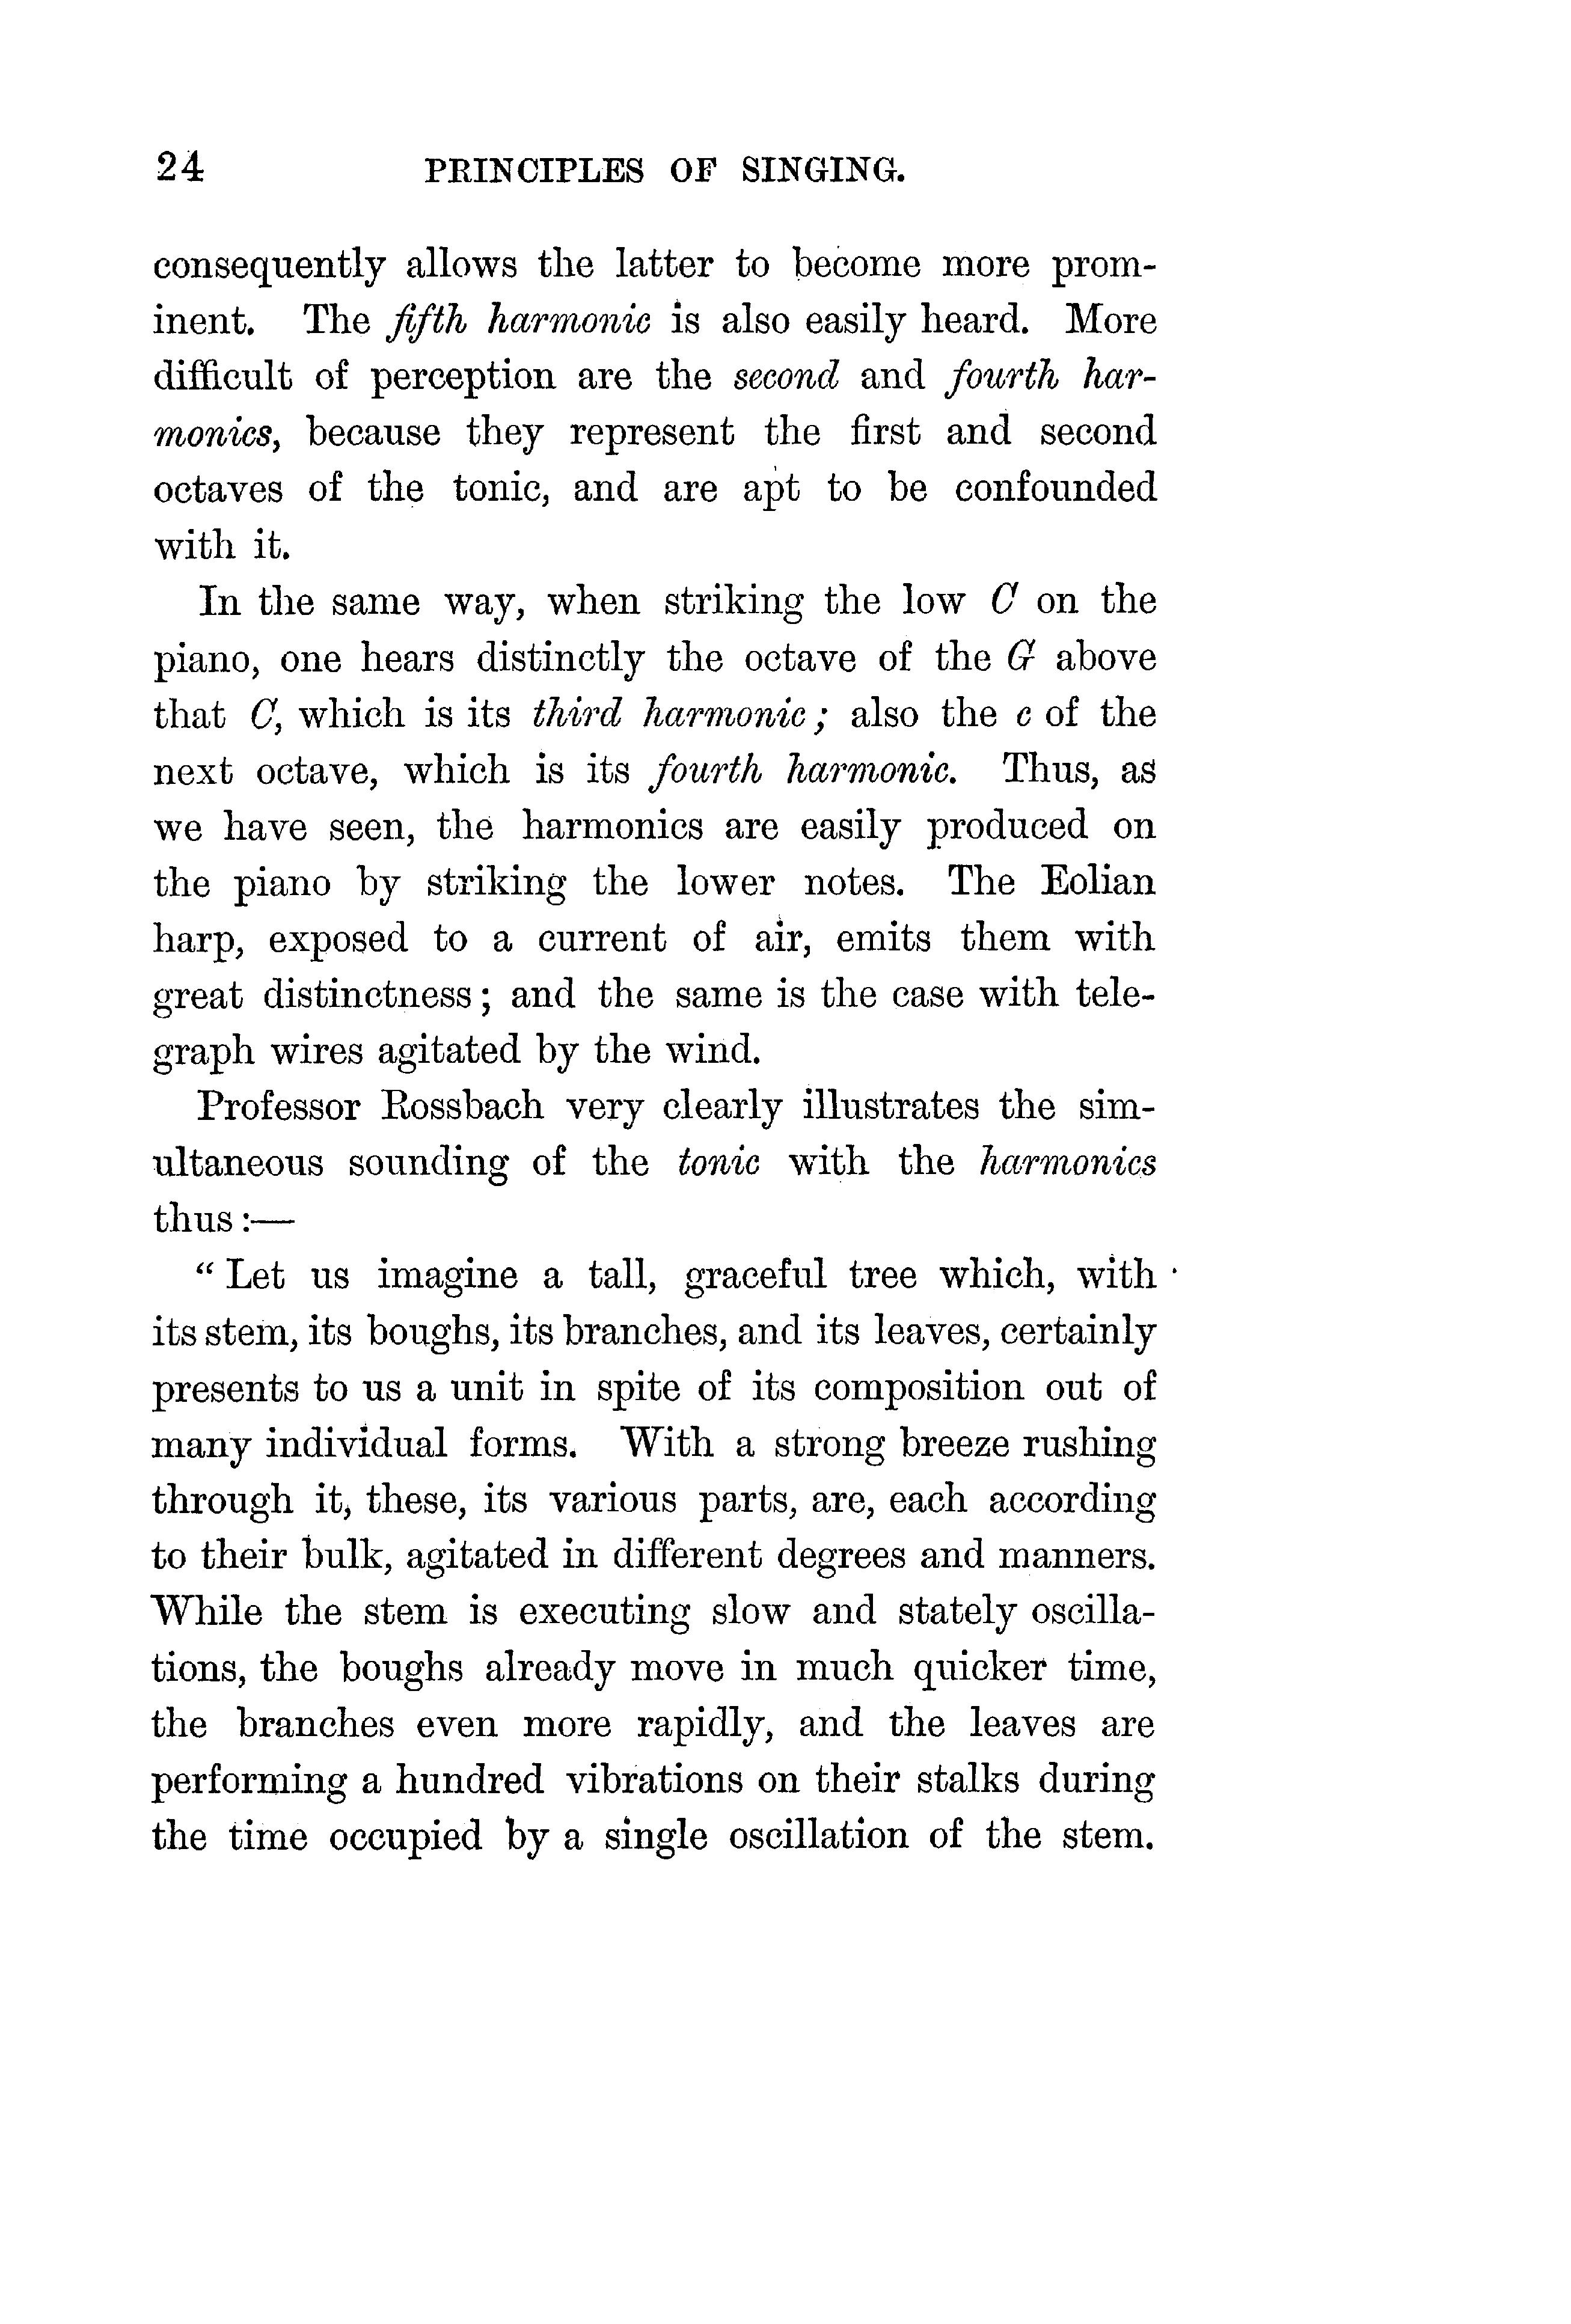 24 PRINCIPLES OF SINGING.
consequently allows the latter to become more prom-
inent. The fifth harmonic is also easily heard. More
difficult of perception are the second and fourth har-
monics, because they represent the first and second
octaves of the tonic, and are apt to be confounded
with it.
In the same way, when striking the low C on the
piano, one hears distinctly the octave of the G above
that C, which is its third harmonic; also the c of the
next octave, which is its fourth harmonic. Thus, as
we have seen, the harmonics are easily produced on
the piano by striking the lower notes. The Eolian
harp, exposed to a current of air, emits them with
great distinctness; and the same is the case with tele-
graph wires agitated by the wind.
Professor Rossbach very clearly illustrates the sim-
ultaneous sounding of the tonic with the harmonics
thus:—
“Let us imagine a tall, graceful tree which, with
its stem, its boughs, its branches, and its leaves, certainly
presents to us a unit in spite of its composition out of
many individual forms. With a strong breeze rushing
through it, these, its various parts, are, each according
to their bulk, agitated in different degrees and manners.
While the stem is executing slow and stately oscilla-
tions, the boughs already move in much quicker time,
the branches even more rapidly, and the leaves are
performing a hundred vibrations on their stalks during
the time occupied by a single oscillation of the stem.